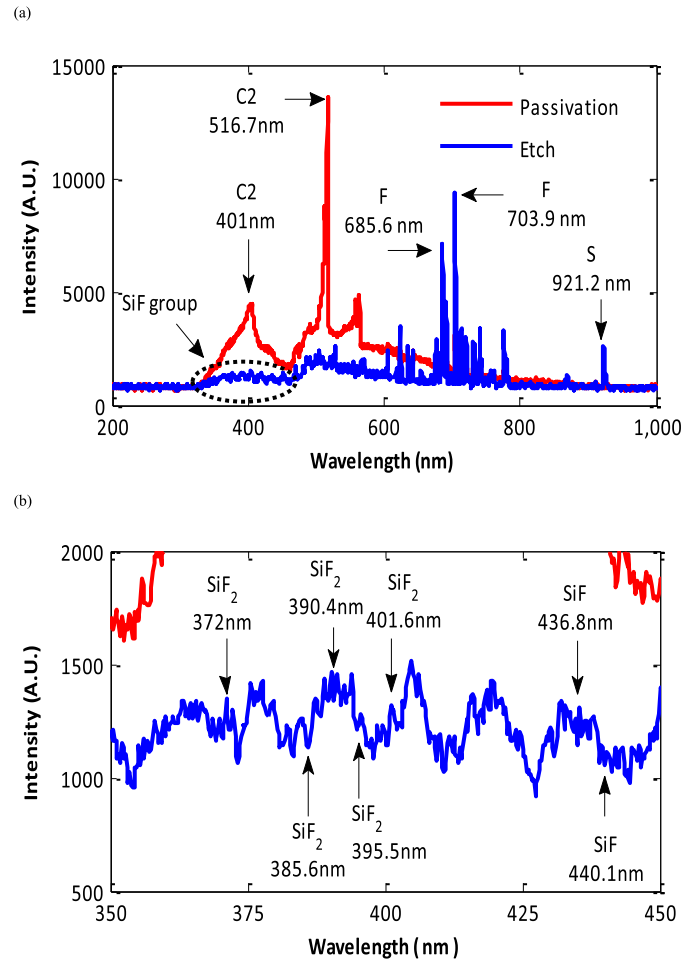 (a)
15000
10000
5000
0
200
400
600
800
1,000
Intensity (A.U.)
Wavelength (nm)
C2
516.7nm
C2
401nm
SiF group
F
685.6 nm
F
703.9 nm
S
921.2 nm
Passivation
Etch
(b)
2000
1500
1000
500
350
375
400
425
450
Intensity (A.U.)
Wavelength ( nm )
SiF2
372nm
SiF2
390.4nm
SiF2
401.6nm
SiF
436.8nm
SiF2
385.6nm
SiF2
395.5nm
SiF
440.1nm